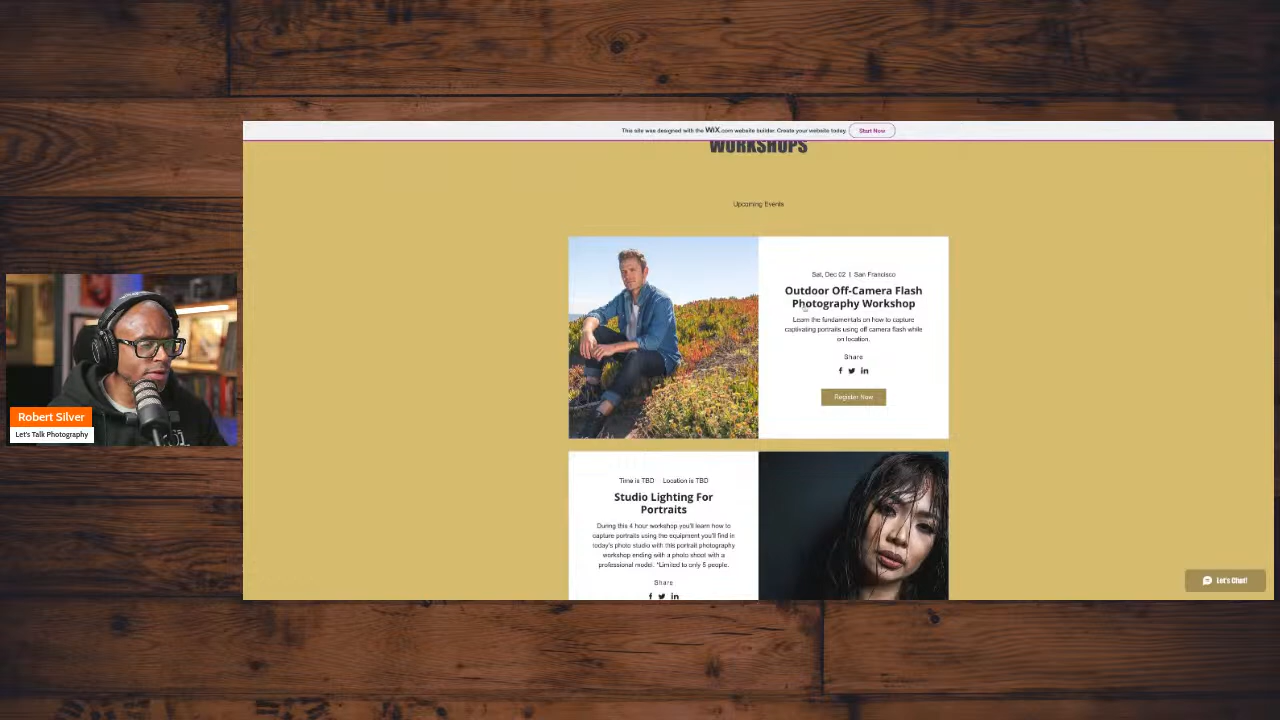 This site was designed with the WiX.com website builder. Create your website today. Start Now
WORKSHOPS
Upcoming Events
Sat, Dec 02 | San Francisco
Outdoor Off-Camera Flash
Photography Workshop
Learn the fundamentals on how to capture
captivating portraits using off camera flash while
on location.
Share
Register Now
Robert Silver
Let's Talk Photography
Time is TBD Location is TBD
Studio Lighting For
Portraits
During this 4 hour workshop you'll learn how to
capture portraits using the equipment you'll find in
today's photo studio with this portrait photography
workshop ending with a photo shoot with a
professional model. *Limited to only 5 people.
Share
Let's Chat!